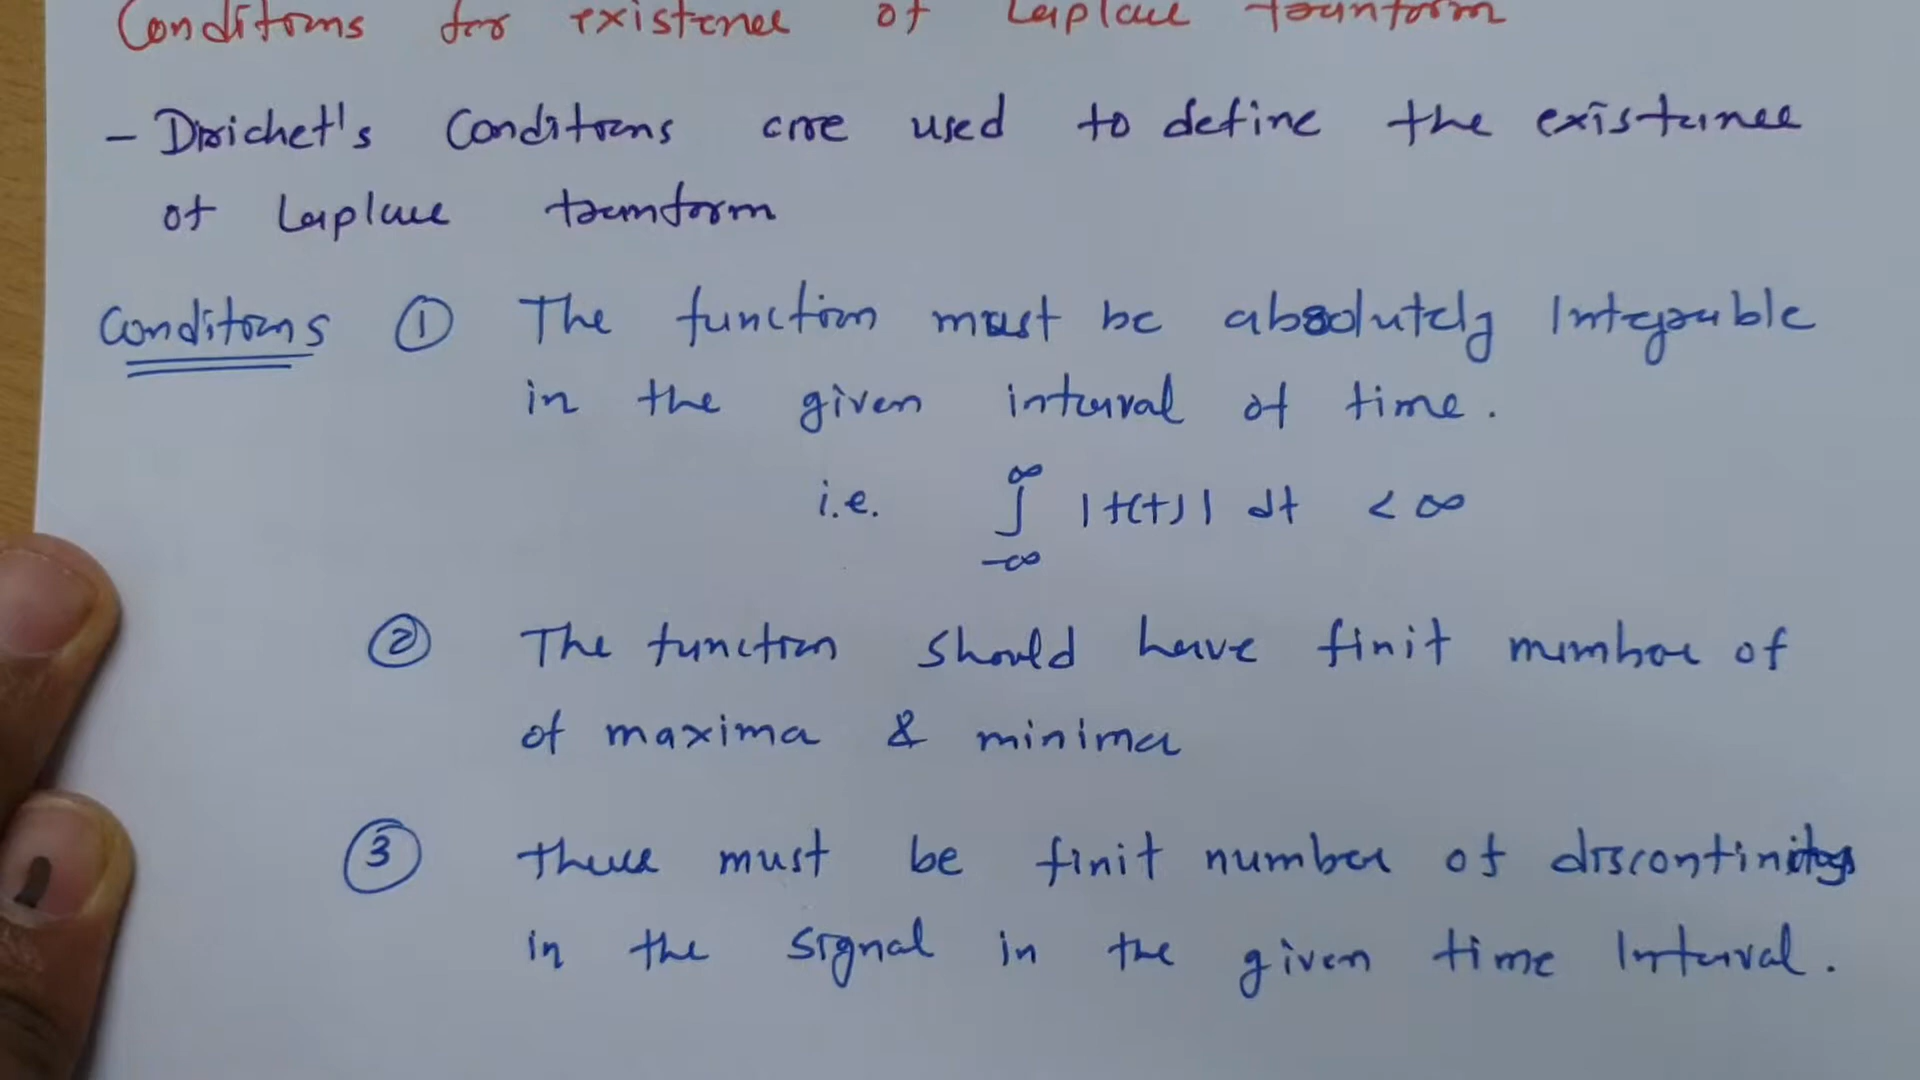 Conditions for existence of Laplace transform
- Dirichet's Conditions are used to define the existance
of Laplace transform
Conditions ① The function must be absolutely Integrable
in the given interval of time.
i.e. ∫_{-∞}^{∞} |f(t)| dt < ∞
② The function should have finit number of
of maxima & minima
③ There must be finit number of discontinitys
in the signal in the given time Interval.